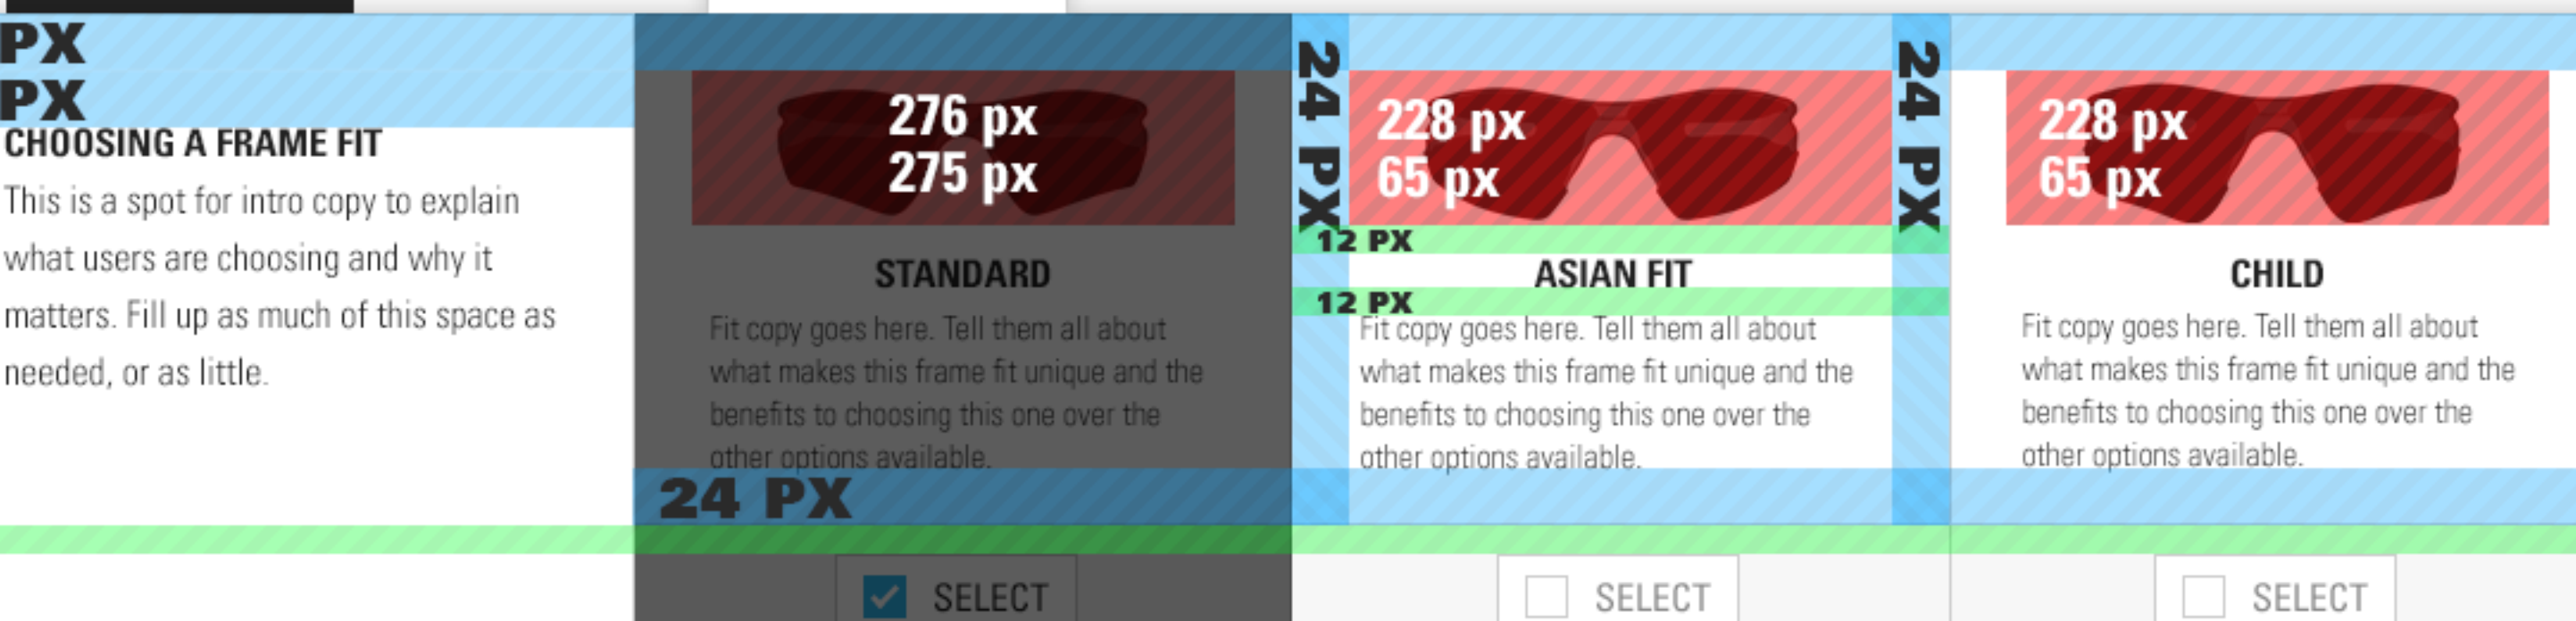 PX
PX
CHOOSING A FRAME FIT
This is a spot for intro copy to explain
what users are choosing and why it
matters. Fill up as much of this space as
needed, or as little.
276 px
275 px
STANDARD
Fit copy goes here. Tell them all about
what makes this frame fit unique and the
benefits to choosing this one over the
other options available.
24 PX
SELECT
24 PX
228 px
65 px
12 PX
ASIAN FIT
12 PX
Fit copy goes here. Tell them all about
what makes this frame fit unique and the
benefits to choosing this one over the
other options available.
SELECT
24 PX
228 px
65 px
CHILD
Fit copy goes here. Tell them all about
what makes this frame fit unique and the
benefits to choosing this one over the
other options available.
SELECT